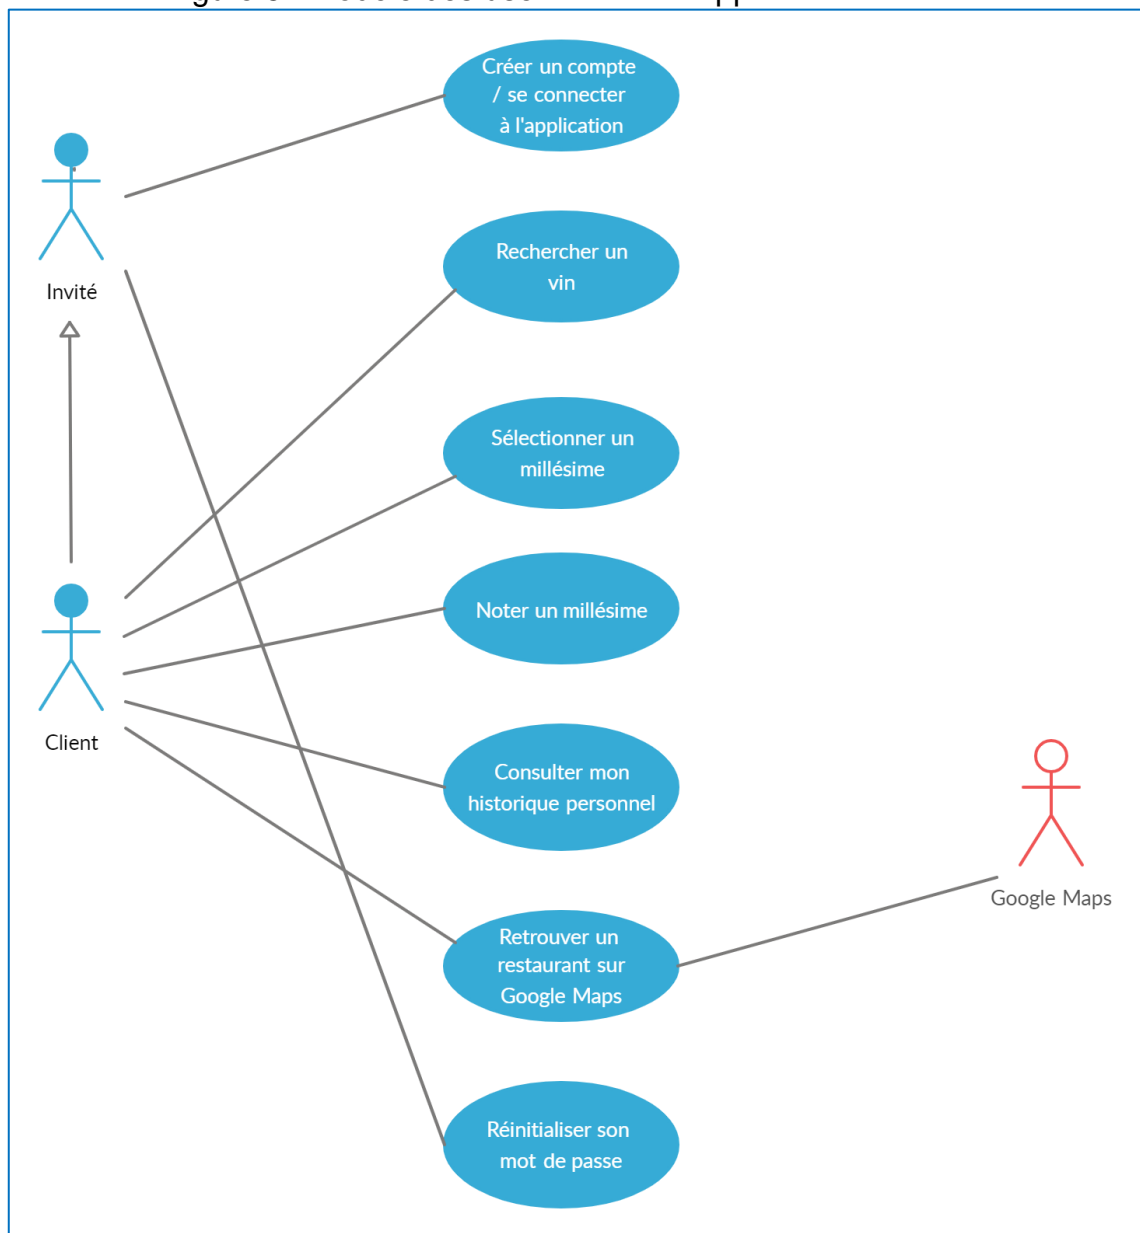 Créer un compte
/ se connecter
à l'application
Invité
Rechercher un
vin
Sélectionner un
millésime
Noter un millésime
Client
Consulter mon
historique personnel
Google Maps
Retrouver un
restaurant sur
Google Maps
Réinitialiser son
mot de passe